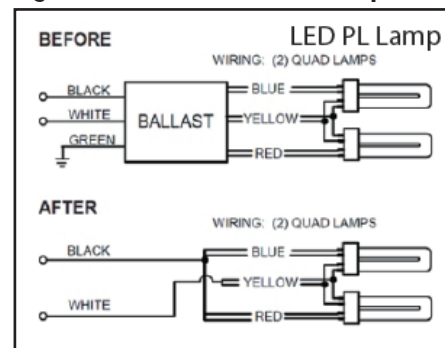 BEFORE LED PL Lamp
WIRING: (2) QUAD LAMPS
BLACK BLUE
WHITE BALLAST YELLOW
GREEN RED
AFTER
WIRING: (2) QUAD LAMPS
BLACK BLUE
YELLOW
WHITE RED